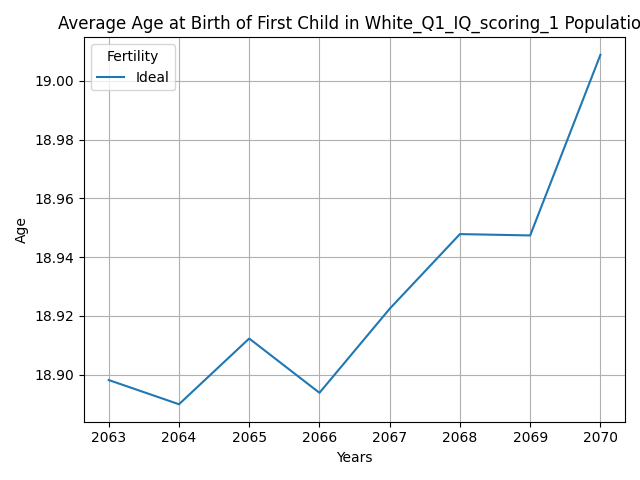 Average Age at Birth of First Child in White_Q1_IQ_scoring_1 Populatio
Fertility
Ideal
19.00
18.98
18.96
18.94
18.92
18.90
Age
2063 2064 2065 2066 2067 2068 2069 2070
Years